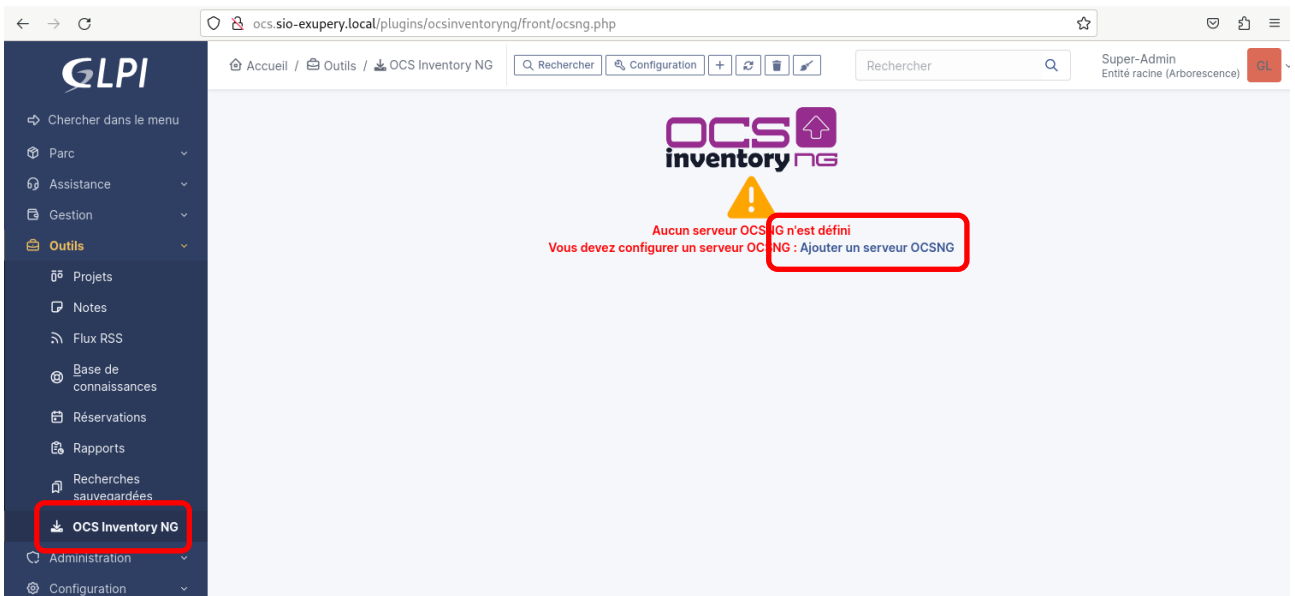 ocs.sio-exupery.local/plugins/ocsinventoryng/front/ocsng.php
GLPI
Accueil / Outils / OCS Inventory NG
Rechercher
Configuration
Rechercher
Super-Admin
Entité racine (Arborescence)
GL
Chercher dans le menu
Parc
Assistance
Gestion
Outils
Projets
Notes
Flux RSS
Base de
connaissances
Réservations
Rapports
Recherches
sauvegardées
OCS Inventory NG
Administration
Configuration
OCS
inventory NG
Aucun serveur OCSNG n'est défini
Vous devez configurer un serveur OCSNG : Ajouter un serveur OCSNG